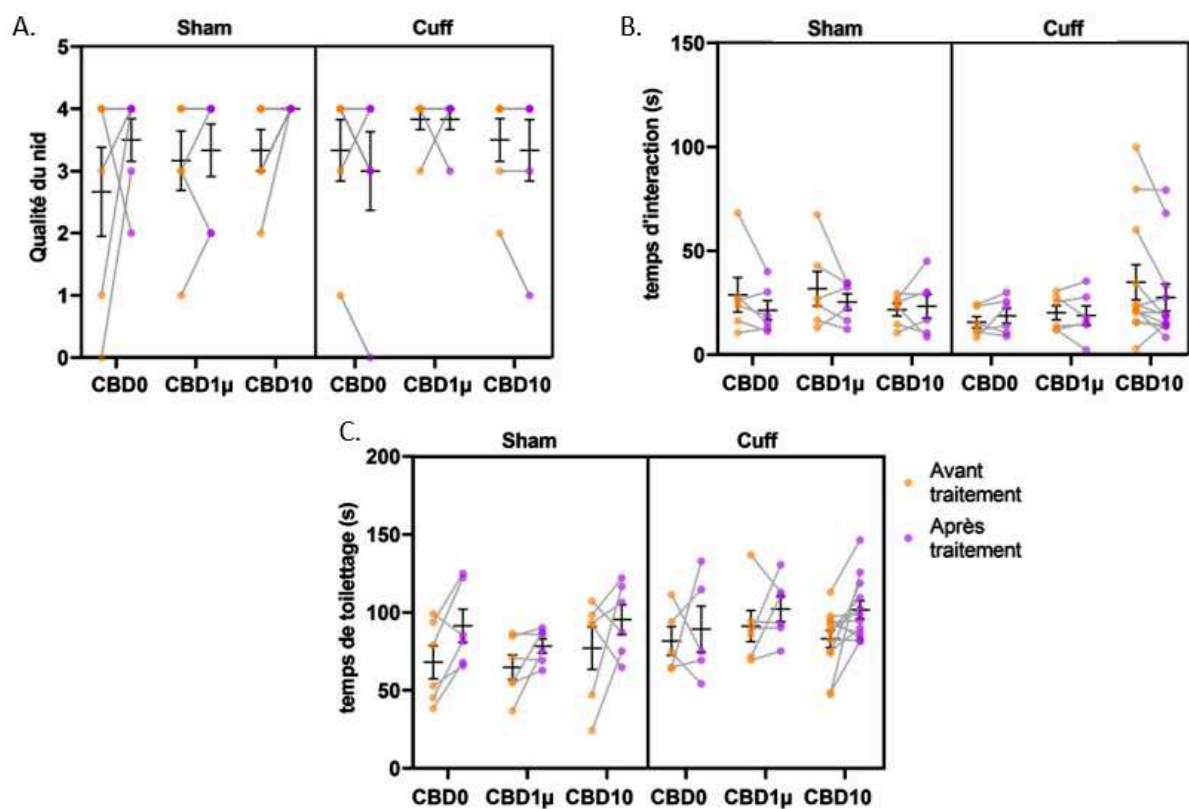 A.
Sham Cuff
Qualité du nid
5
4
3
2
1
0
CBD0 CBD1µ CBD10 CBD0 CBD1µ CBD10
B.
Sham Cuff
temps d'interaction (s)
150
100
50
0
CBD0 CBD1µ CBD10 CBD0 CBD1µ CBD10
C.
Sham Cuff
temps de toilettage (s)
200
150
100
50
0
CBD0 CBD1µ CBD10 CBD0 CBD1µ CBD10
Avant
traitement
Après
traitement